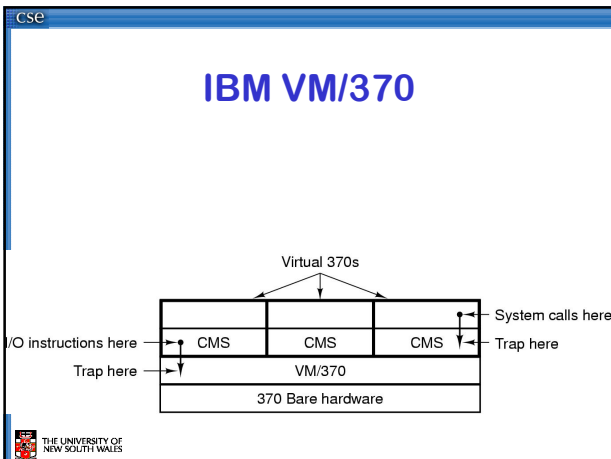 cse
IBM VM/370
Virtual 370s
System calls here
I/O instructions here
CMS
CMS
CMS
Trap here
Trap here
VM/370
370 Bare hardware
THE UNIVERSITY OF
NEW SOUTH WALES